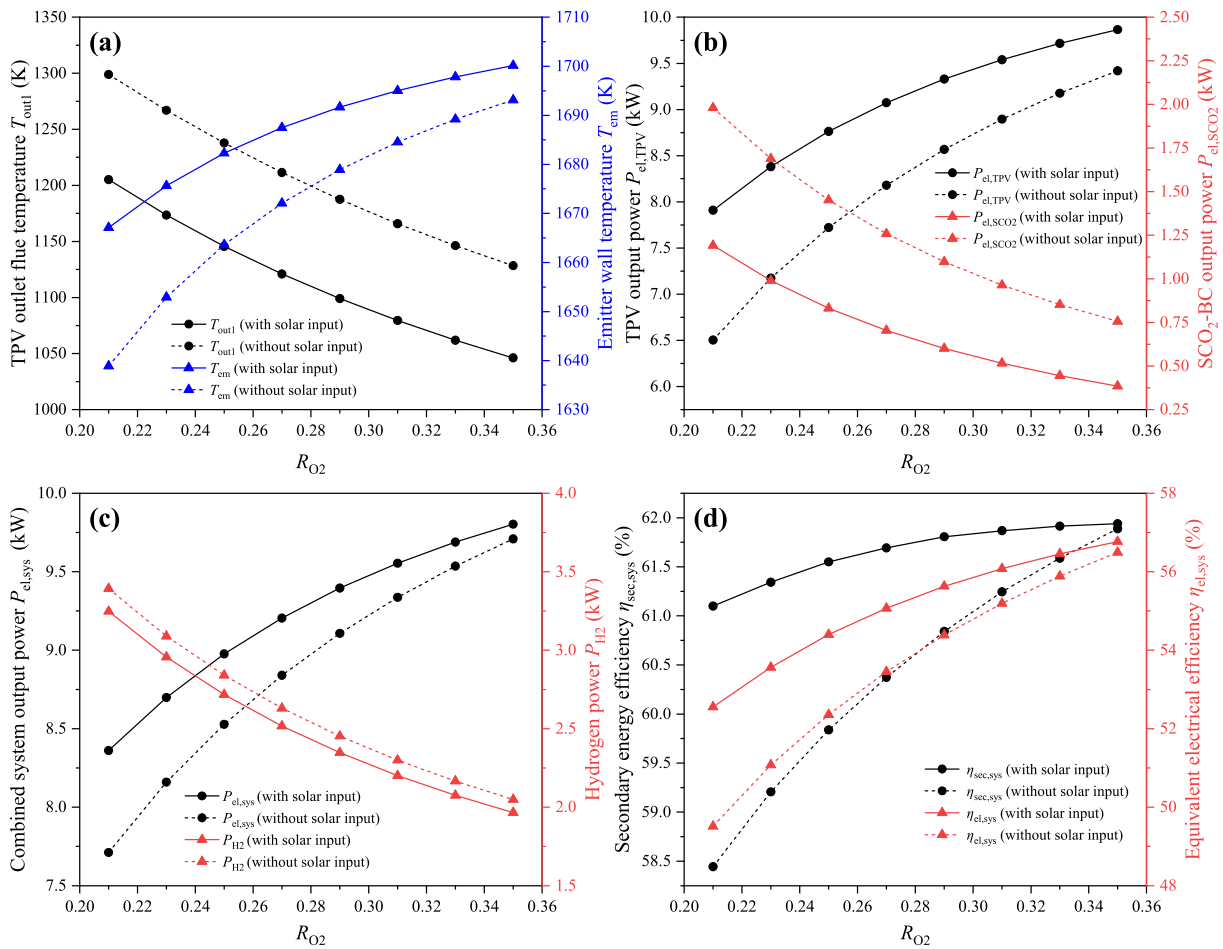 (a)
TPV outlet flue temperature Tout1 (K)
1350
1300
1250
1200
1150
1100
1050
1000
Emitter wall temperature Tem (K)
1710
1700
1690
1680
1670
1660
1650
1640
1630
Tout1 (with solar input)
Tout1 (without solar input)
Tem (with solar input)
Tem (without solar input)
0.20 0.22 0.24 0.26 0.28 0.30 0.32 0.34 0.36
RO2
(b)
TPV output power Pel,TPV (kW)
10.0
9.5
9.0
8.5
8.0
7.5
7.0
6.5
6.0
SCO2-BC output power Pel,SCO2 (kW)
2.50
2.25
2.00
1.75
1.50
1.25
1.00
0.75
0.50
0.25
Pel,TPV (with solar input)
Pel,TPV (without solar input)
Pel,SCO2 (with solar input)
Pel,SCO2 (without solar input)
0.20 0.22 0.24 0.26 0.28 0.30 0.32 0.34 0.36
RO2
(c)
Combined system output power Pel,sys (kW)
10.0
9.5
9.0
8.5
8.0
7.5
Hydrogen power PH2 (kW)
4.0
3.5
3.0
2.5
2.0
1.5
Pel,sys (with solar input)
Pel,sys (without solar input)
PH2 (with solar input)
PH2 (without solar input)
0.20 0.22 0.24 0.26 0.28 0.30 0.32 0.34 0.36
RO2
(d)
Secondary energy efficiency ηsec,sys (%)
62.0
61.5
61.0
60.5
60.0
59.5
59.0
58.5
Equivalent electrical efficiency ηel,sys (%)
58
56
54
52
50
48
ηsec,sys (with solar input)
ηsec,sys (without solar input)
ηel,sys (with solar input)
ηel,sys (without solar input)
0.20 0.22 0.24 0.26 0.28 0.30 0.32 0.34 0.36
RO2